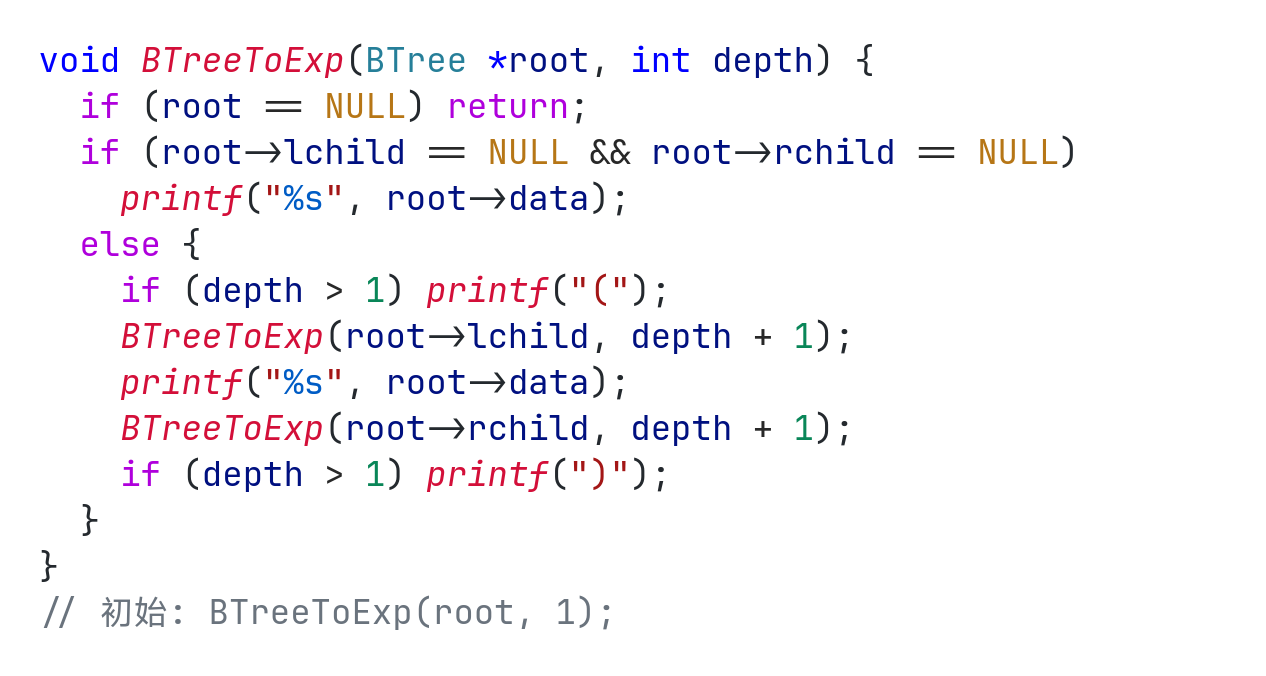 void BTreeToExp(BTree *root, int depth) {
  if (root == NULL) return;
  if (root->lchild == NULL && root->rchild == NULL)
    printf("%s", root->data);
  else {
    if (depth > 1) printf("(");
    BTreeToExp(root->lchild, depth + 1);
    printf("%s", root->data);
    BTreeToExp(root->rchild, depth + 1);
    if (depth > 1) printf(")");
  }
}
// 初始: BTreeToExp(root, 1);